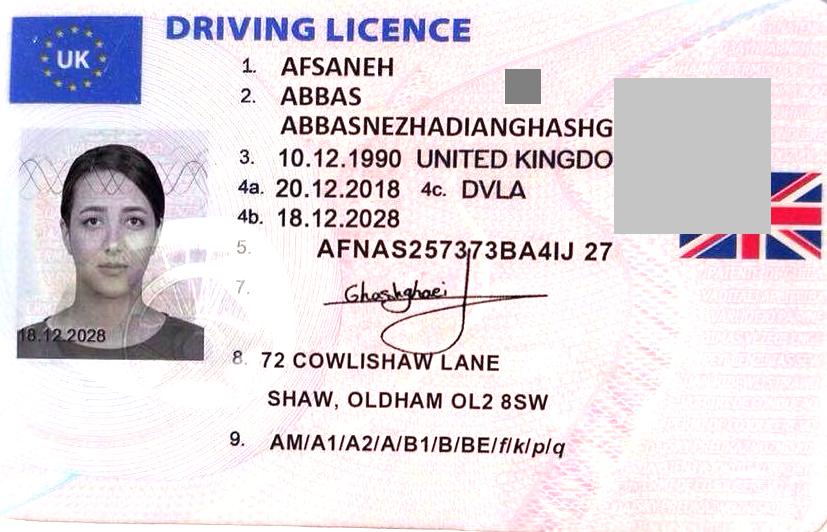 UK
DRIVING LICENCE
1. AFSANEH
2. ABBAS
ABBASNEZHADIANGHASHG
3. 10.12.1990 UNITED KINGDO
4a. 20.12.2018 4c. DVLA
4b. 18.12.2028
5. AFNAS257373BA4IJ 27
7. Ghashghaei
18.12.2028
8. 72 COWLISHAW LANE
SHAW, OLDHAM OL2 8SW
9. AM/A1/A2/A/B1/B/BE/f/k/p/q